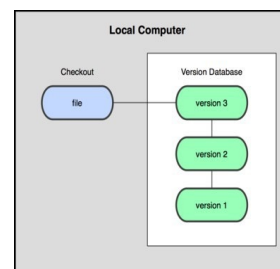 Local Computer
Checkout
Version Database
file
version 3
version 2
version 1